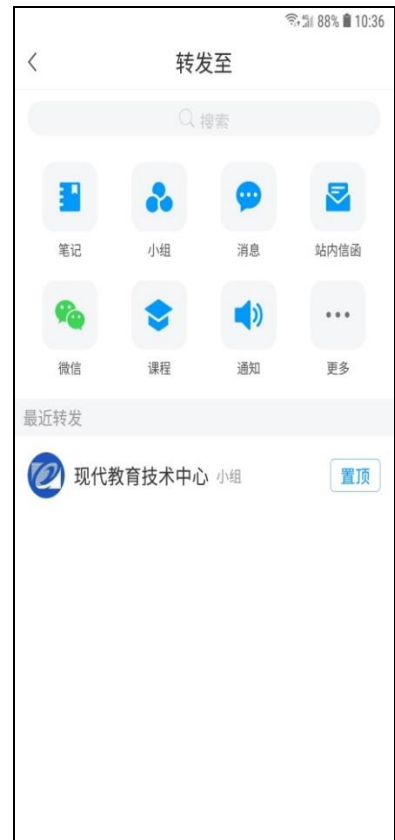 88% 10:36
转发至
搜索
笔记 小组 消息 站内信函
微信 课程 通知 更多
最近转发
现代教育技术中心 小组 置顶